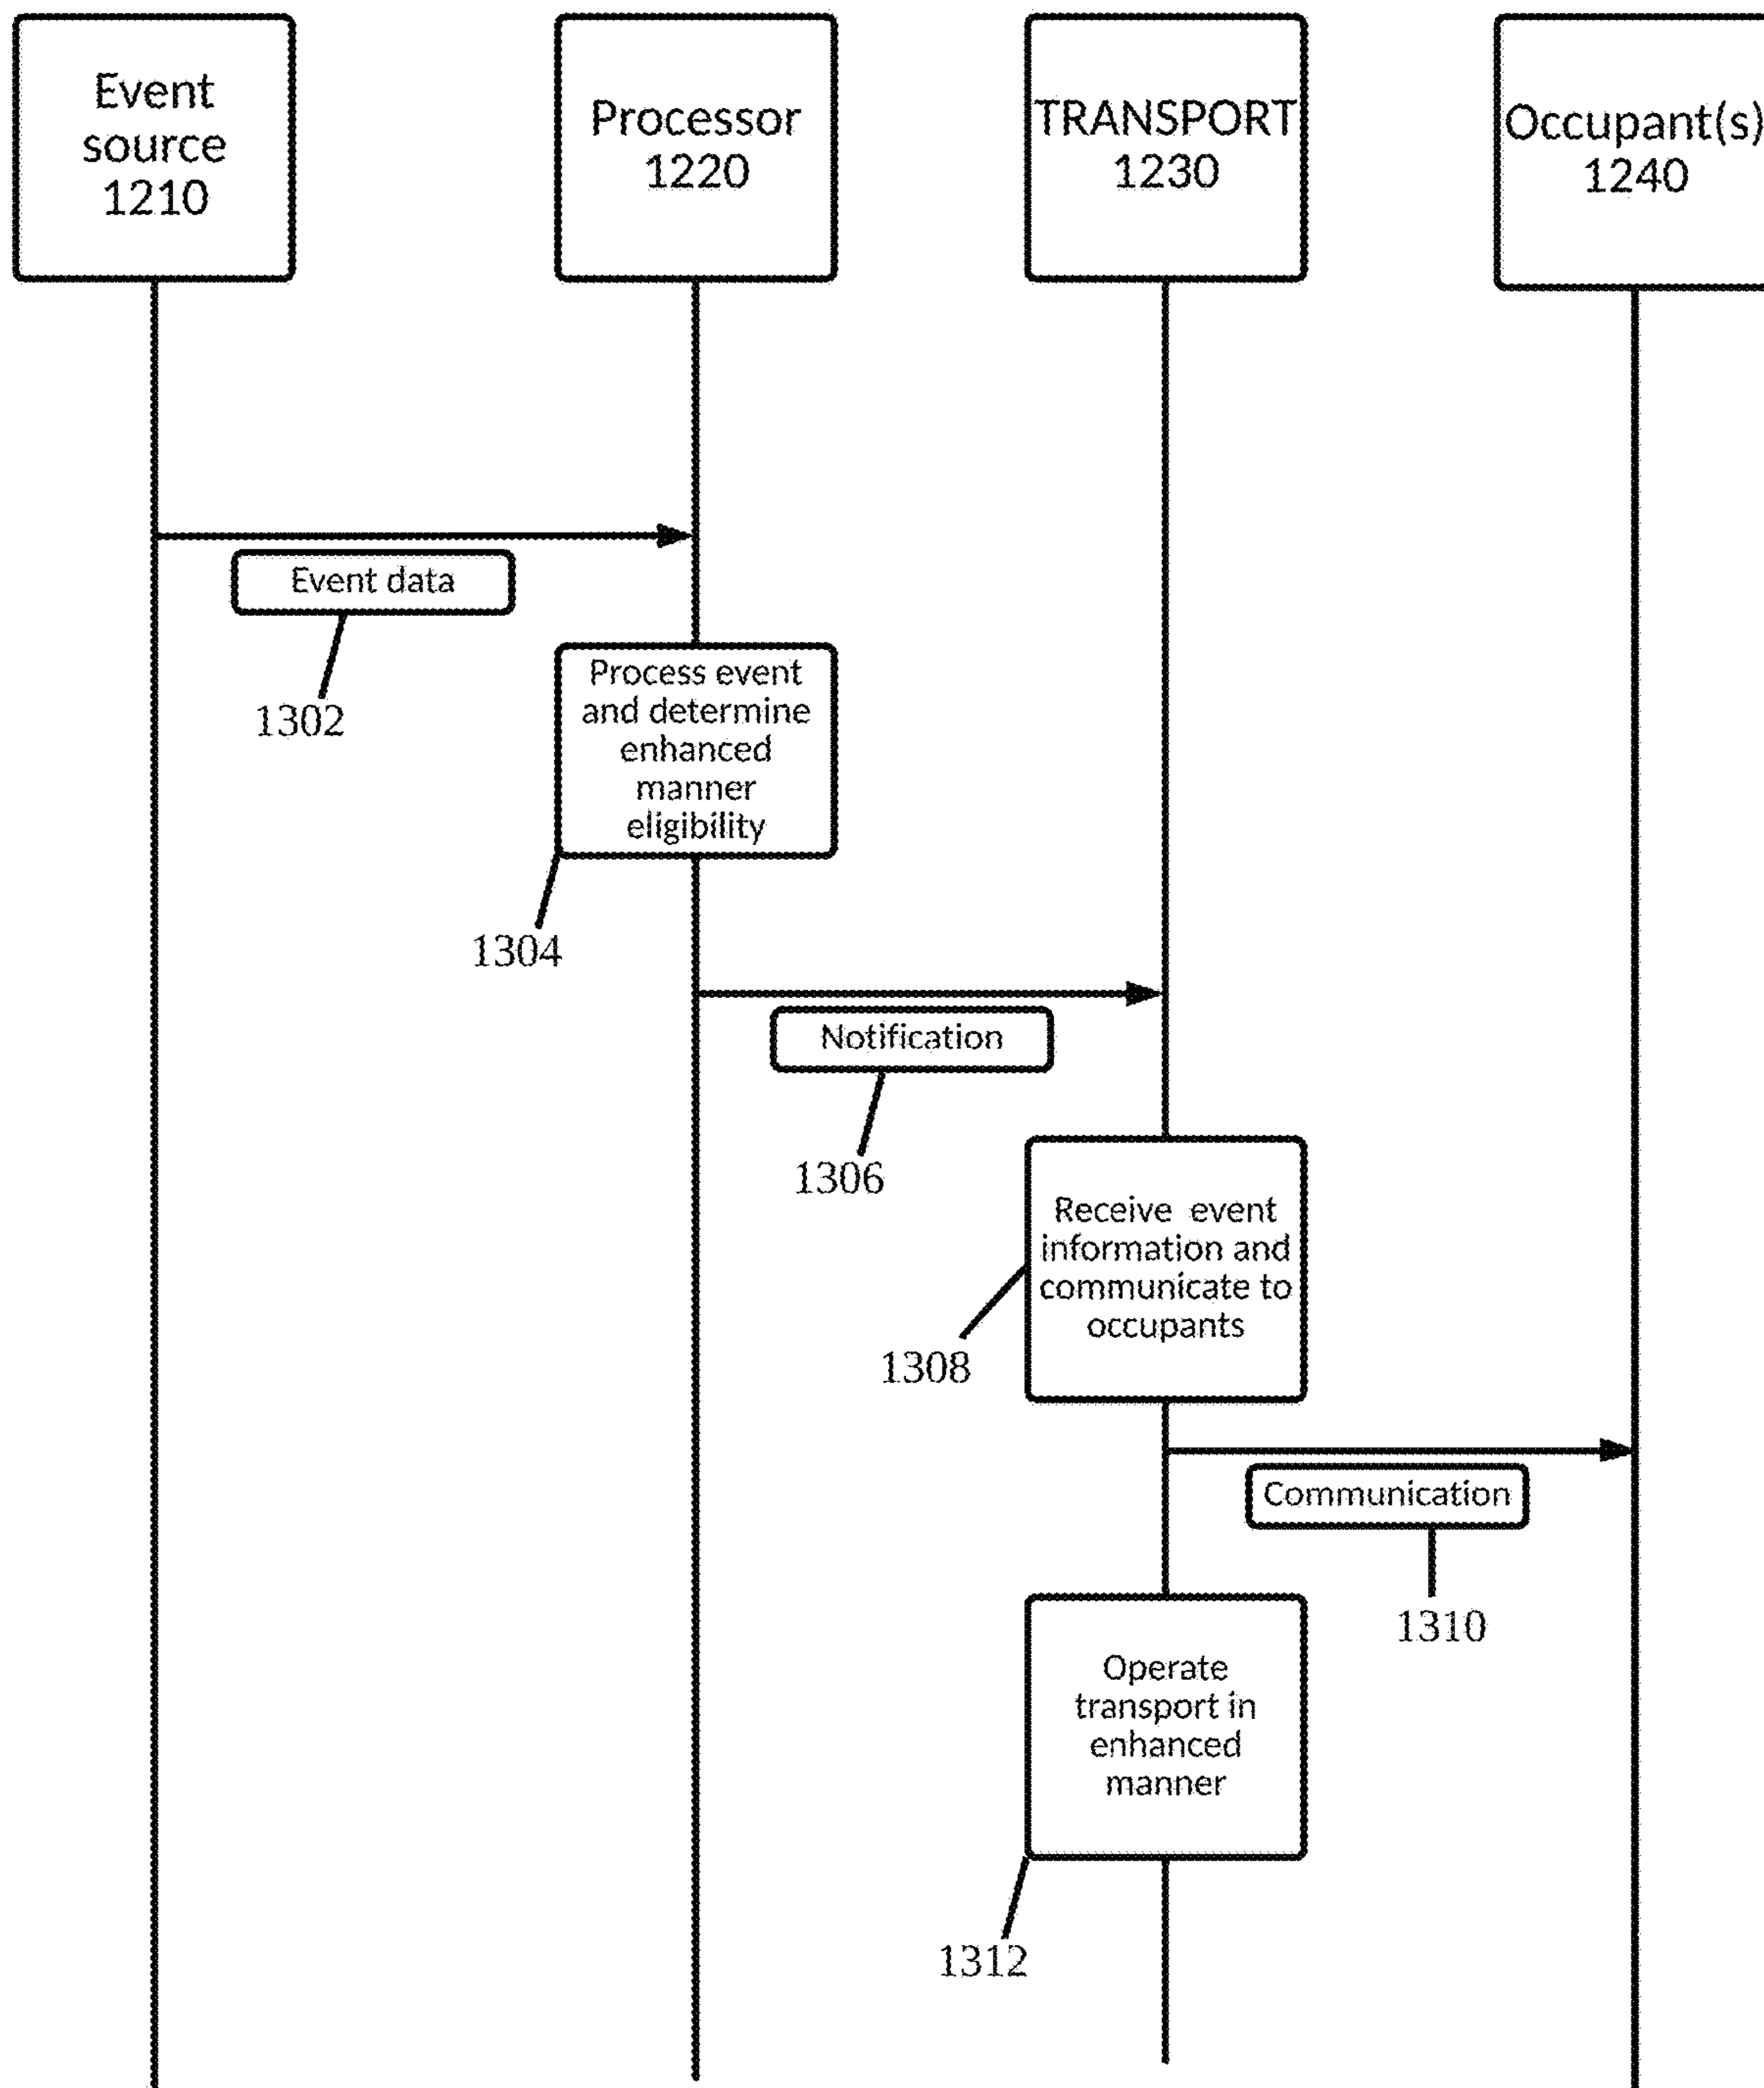 Event
source
1210
Processor
1220
TRANSPORT
1230
Occupant(s)
1240
Event data
1302
Process event
and determine
enhanced
manner
eligibility
1304
Notification
1306
Receive event
information and
communicate to
occupants
1308
Communication
1310
Operate
transport in
enhanced
manner
1312